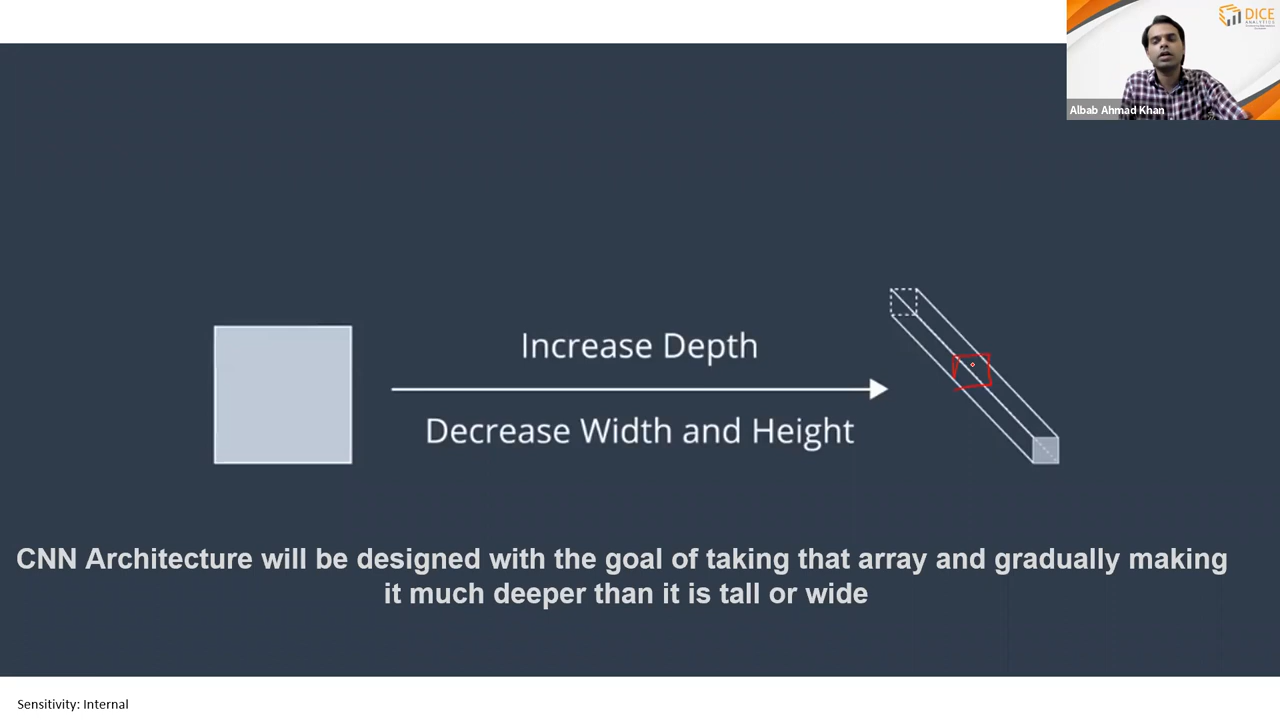 DICE
ANALYTICS
Albab Ahmad Khan
Increase Depth
Decrease Width and Height
CNN Architecture will be designed with the goal of taking that array and gradually making
it much deeper than it is tall or wide
Sensitivity: Internal